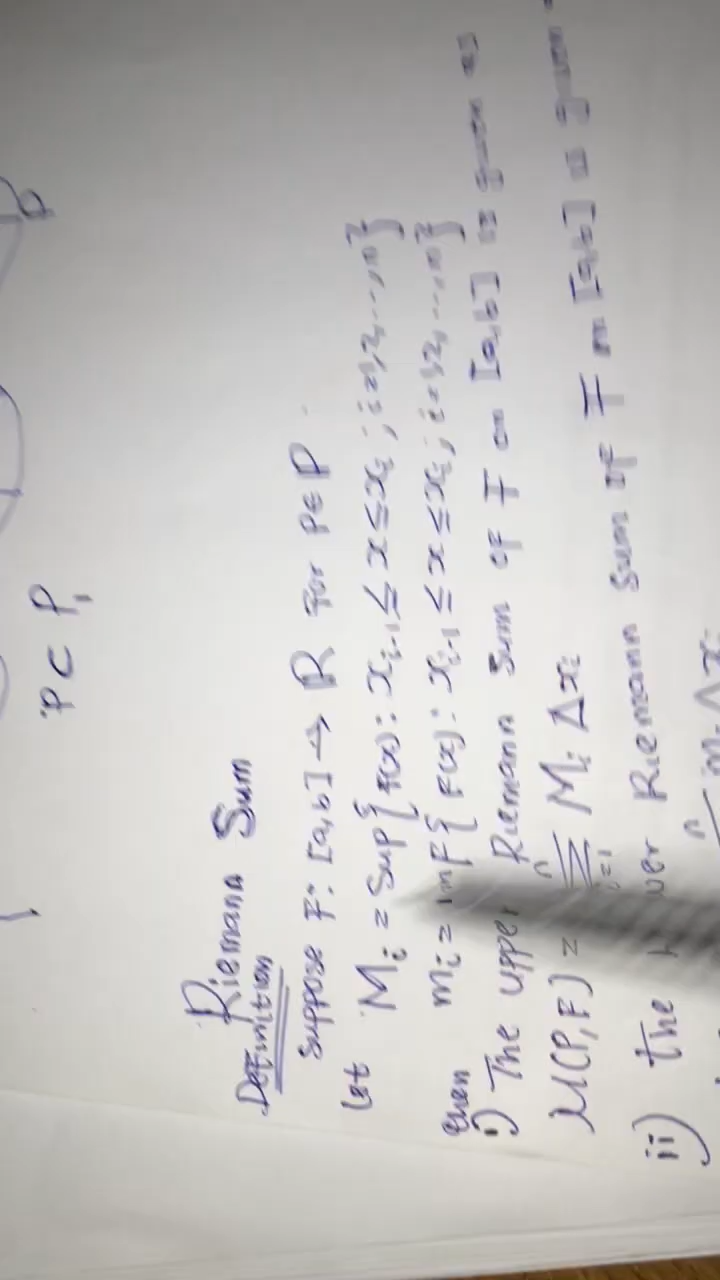 P ⊂ P₁
Riemann Sum
Definition
Suppose F: [a,b] → R for P∈P
let Mᵢ = Sup{ F(x): xᵢ₋₁ ≤ x ≤ xᵢ ; i=1,2,...,n}
mᵢ = inf{ F(x): xᵢ₋₁ ≤ x ≤ xᵢ ; i=1,2,...,n}
then
i) The upper Riemann Sum of F on [a,b] is given as
U(P,F) = n Σ i=1 Mᵢ Δxᵢ
ii) the Riemann Sum of F on [a,b] is given
n mᵢ Δxᵢ